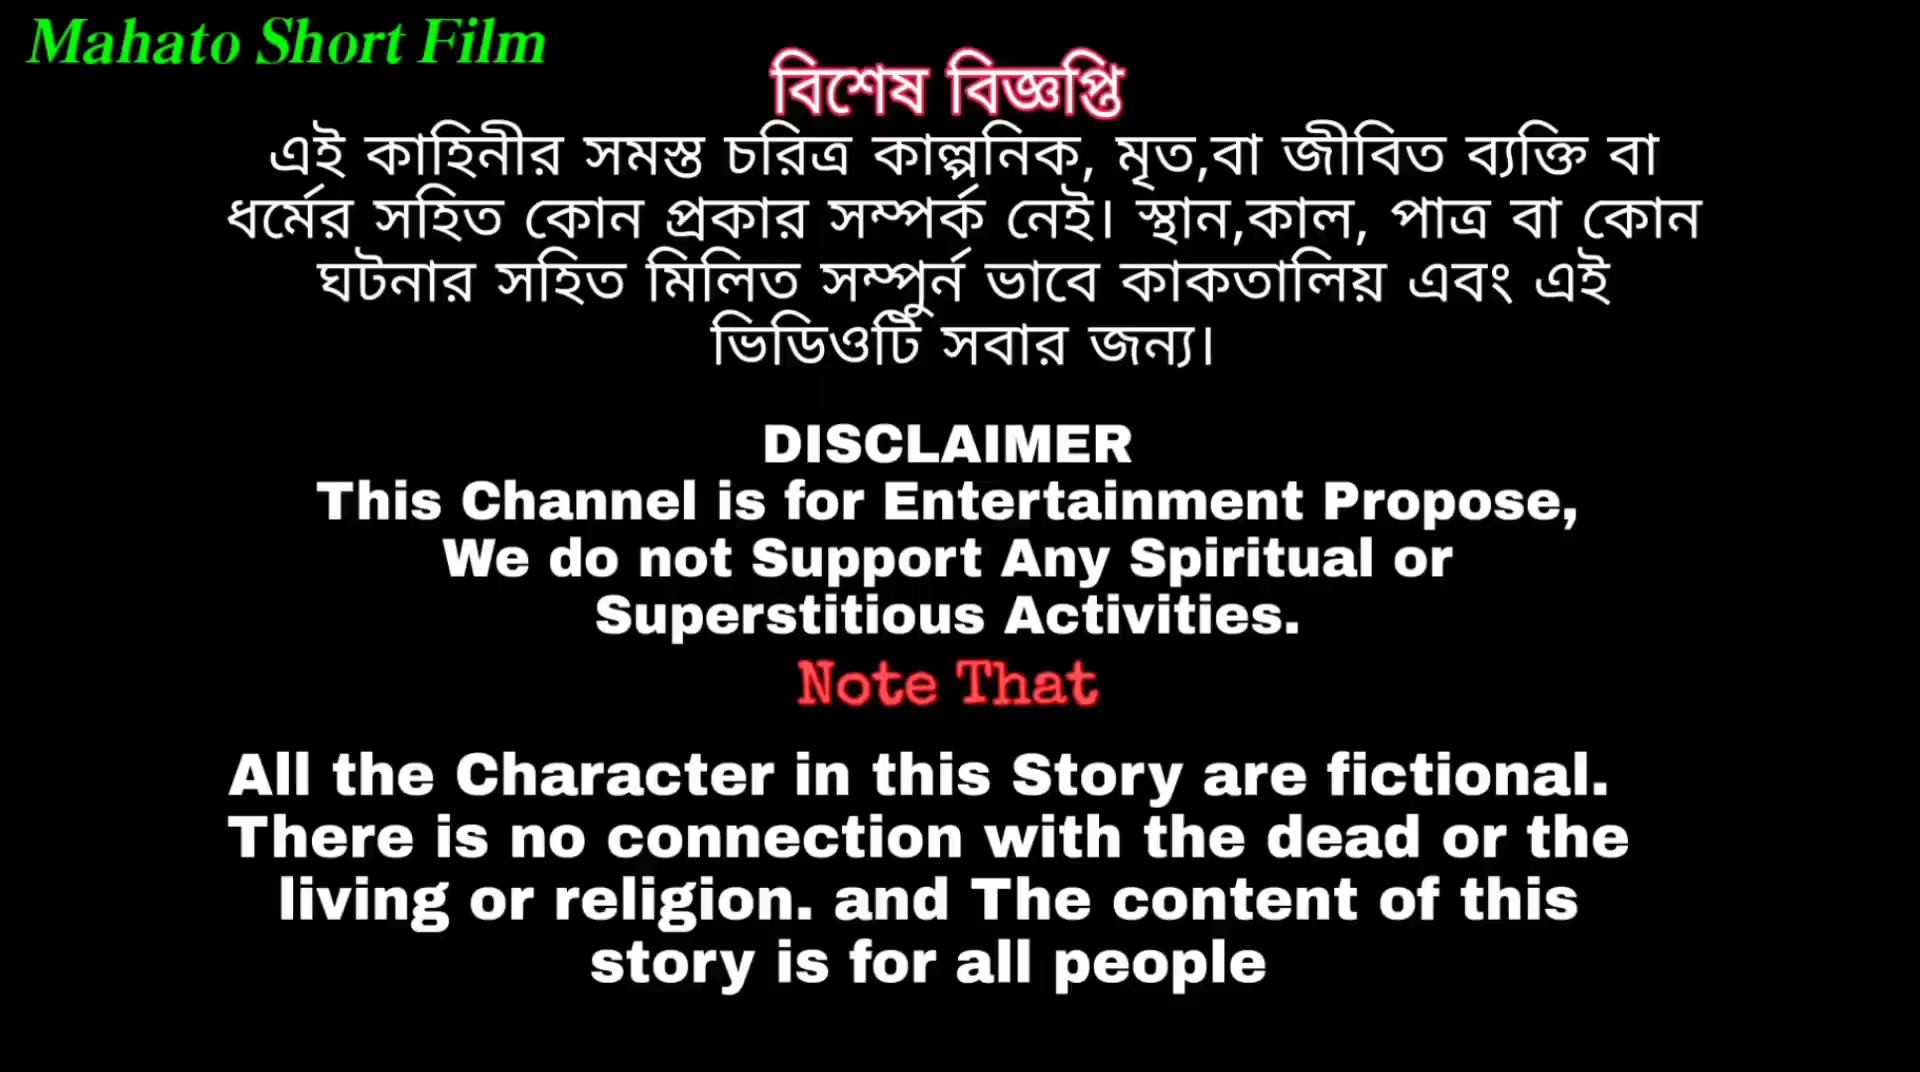 Mahato Short Film
বিশেষ বিজ্ঞপ্তি
এই কাহিনীর সমস্ত চরিত্র কাল্পনিক, মৃত,বা জীবিত ব্যক্তি বা
ধর্মের সহিত কোন প্রকার সম্পর্ক নেই। স্থান,কাল, পাত্র বা কোন
ঘটনার সহিত মিলিত সম্পুর্ন ভাবে কাকতালিয় এবং এই
ভিডিওটি সবার জন্য।
DISCLAIMER
This Channel is for Entertainment Propose,
We do not Support Any Spiritual or
Superstitious Activities.
Note That
All the Character in this Story are fictional.
There is no connection with the dead or the
living or religion. and The content of this
story is for all people